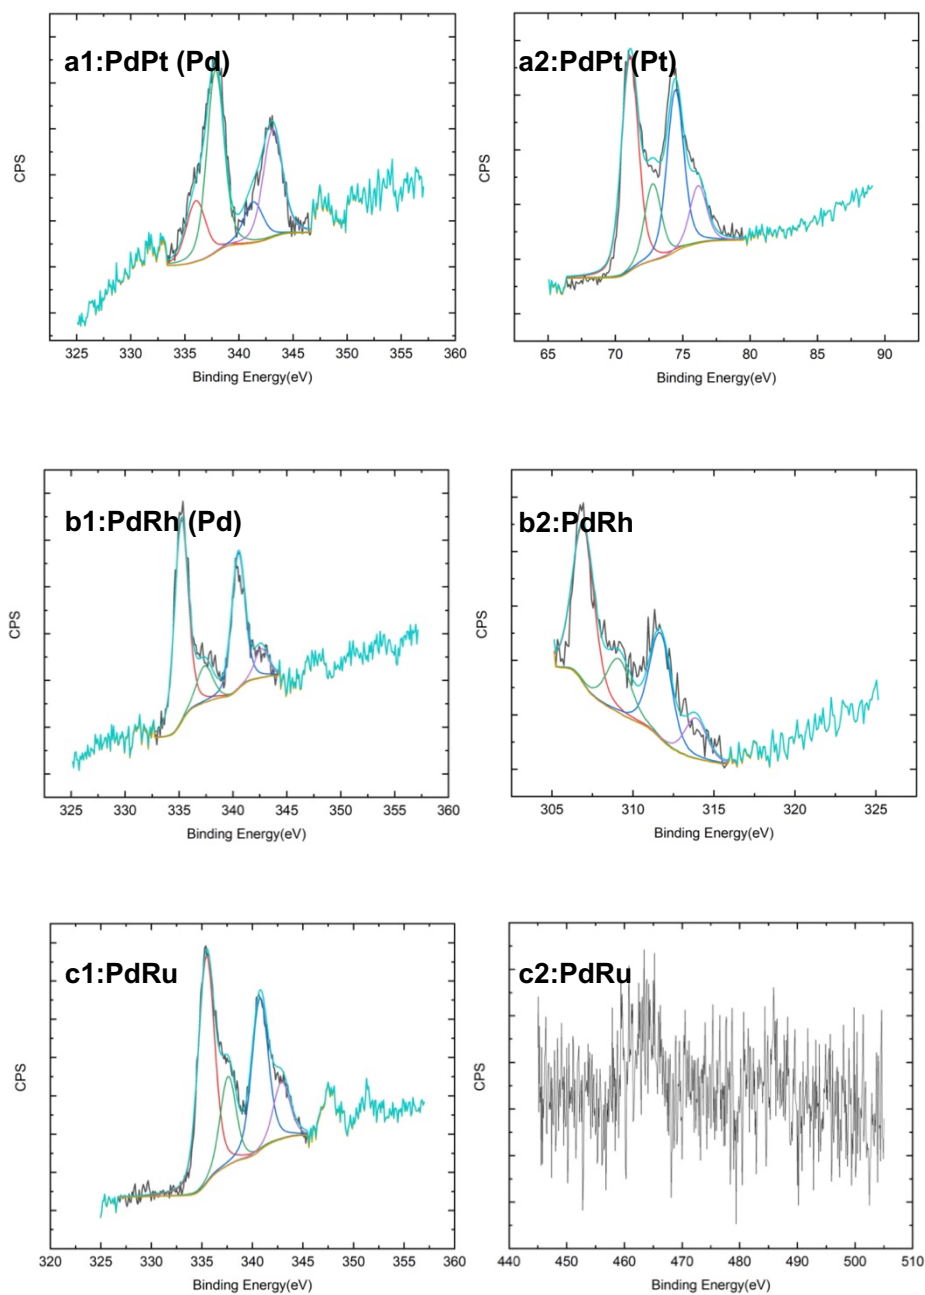 a1:PdPt (Pd)
CPS
325 330 335 340 345 350 355 360
Binding Energy(eV)
a2:PdPt (Pt)
CPS
65 70 75 80 85 90
Binding Energy(eV)
b1:PdRh (Pd)
CPS
325 330 335 340 345 350 355 360
Binding Energy(eV)
b2:PdRh
CPS
305 310 315 320 325
Binding Energy(eV)
c1:PdRu
CPS
320 325 330 335 340 345 350 355 360
Binding Energy(eV)
c2:PdRu
CPS
440 450 460 470 480 490 500 510
Binding Energy(eV)